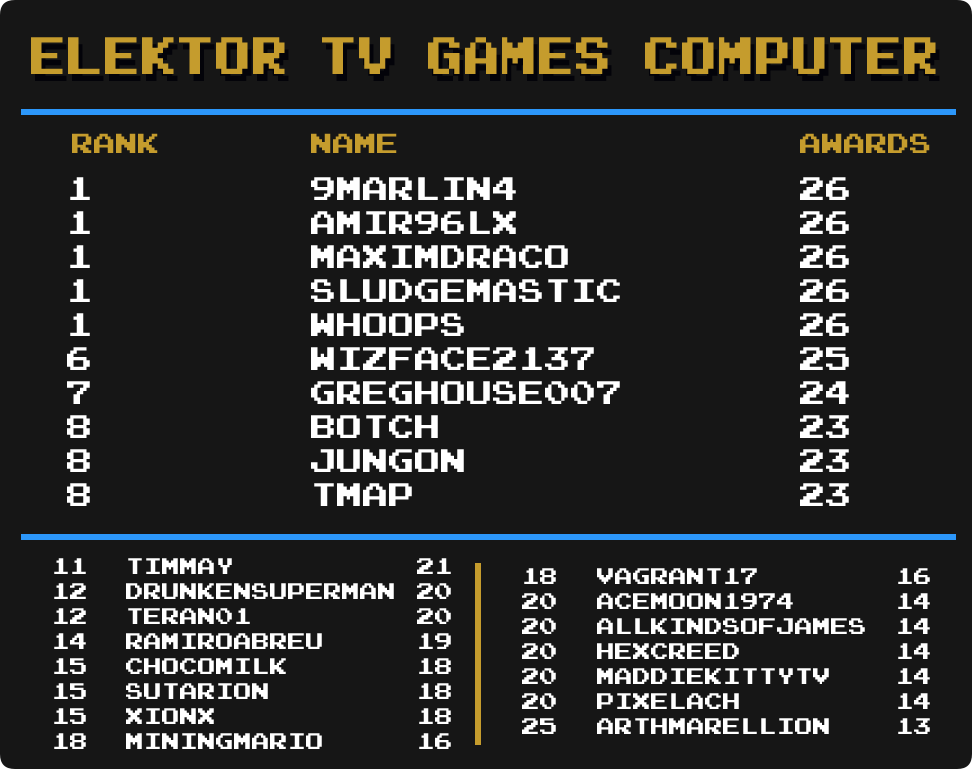 ELEKTOR TV GAMES COMPUTER
RANK NAME AWARDS
1 9MARLIN4 26
1 AMIR96LX 26
1 MAXIMDRACO 26
1 SLUDGEMASTIC 26
1 WHOOPS 26
6 WIZFACE2137 25
7 GREGHOUSE007 24
8 BOTCH 23
8 JUNGON 23
8 TMAP 23
11 TIMMAY 21
12 DRUNKENSUPERMAN 20
12 TERAN01 20
14 RAMIROABREU 19
15 CHOCOMILK 18
15 SUTARION 18
15 XIONX 18
18 MININGMARIO 16
18 VAGRANT17 16
20 ACEMOON1974 14
20 ALLKINDSOFJAMES 14
20 HEXCREED 14
20 MADDIEKITTYTV 14
20 PIXELACH 14
25 ARTHMARELLION 13